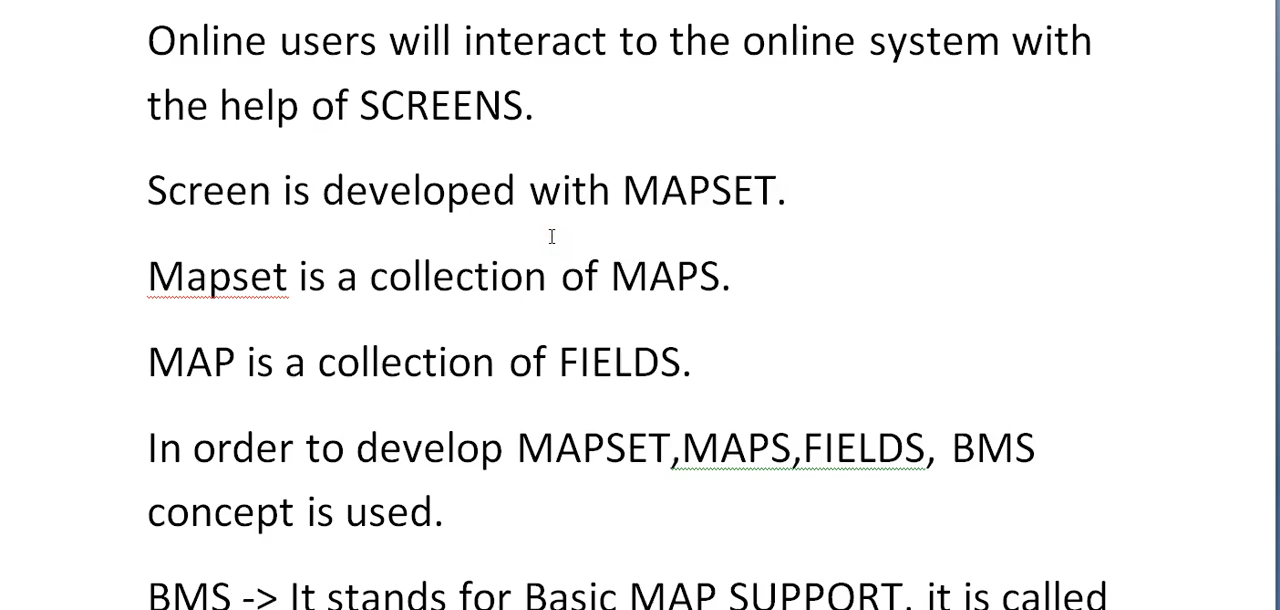 Online users will interact to the online system with
the help of SCREENS.
Screen is developed with MAPSET.
Mapset is a collection of MAPS.
MAP is a collection of FIELDS.
In order to develop MAPSET,MAPS,FIELDS, BMS
concept is used.
BMS -> It stands for Basic MAP SUPPORT, it is called